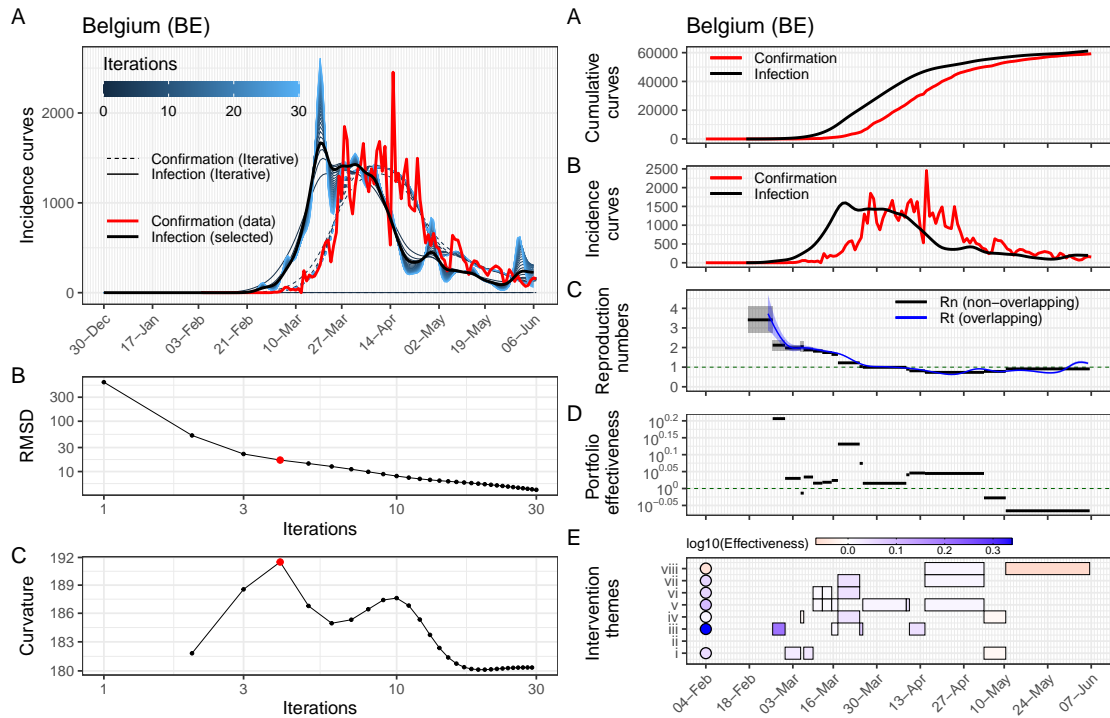 A
Belgium (BE)
Iterations
0 10 20 30
Confirmation (Iterative)
Infection (Iterative)
Confirmation (data)
Infection (selected)
Incidence curves
2000
1000
0
30−Dec
17−Jan
03−Feb
21−Feb
10−Mar
27−Mar
14−Apr
02−May
19−May
06−Jun
B
RMSD
300
100
30
10
1 3 10 30
Iterations
C
Curvature
192
189
186
183
180
1 3 10 30
Iterations
A
Belgium (BE)
Cumulative
curves
60000
40000
20000
0
Confirmation
Infection
B
Incidence
curves
2500
2000
1500
1000
500
0
Confirmation
Infection
C
Reproduction
numbers
4
3
2
1
0
Rn (non−overlapping)
Rt (overlapping)
D
Portfolio
effectiveness
10^0.2
10^0.15
10^0.1
10^0.05
10^0
10^−0.05
E
log10(Effectiveness)
0.0 0.1 0.2 0.3
Intervention
themes
viii
vii
vi
v
iv
iii
ii
i
04−Feb
18−Feb
03−Mar
16−Mar
30−Mar
13−Apr
27−Apr
10−May
24−May
07−Jun